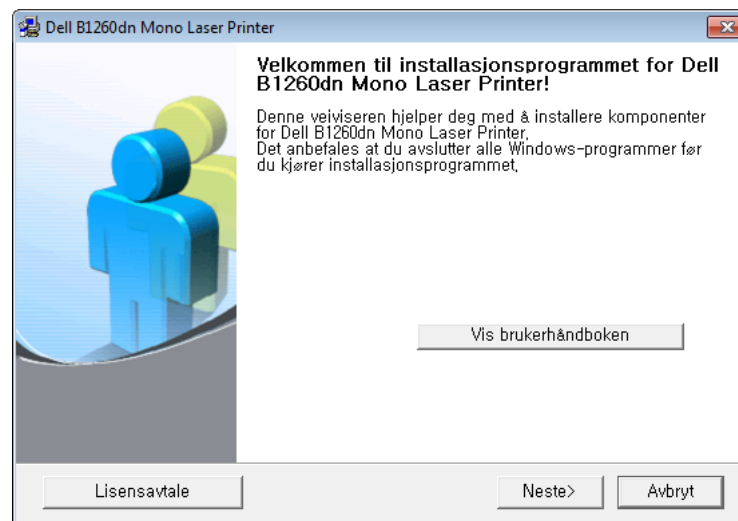 Dell B1260dn Mono Laser Printer
Velkommen til installasjonsprogrammet for Dell
B1260dn Mono Laser Printer!
Denne veiviseren hjelper deg med å installere komponenter
for Dell B1260dn Mono Laser Printer.
Det anbefales at du avslutter alle Windows-programmer før
du kjører installasjonsprogrammet.
Vis brukerhåndboken
Lisensavtale
Neste>
Avbryt